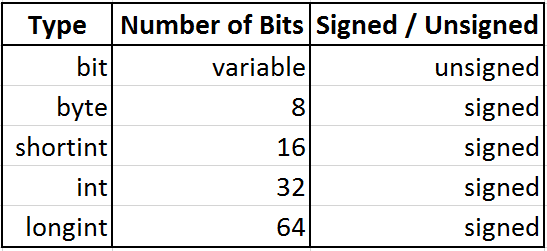 Type Number of Bits Signed / Unsigned
bit variable unsigned
byte 8 signed
shortint 16 signed
int 32 signed
longint 64 signed